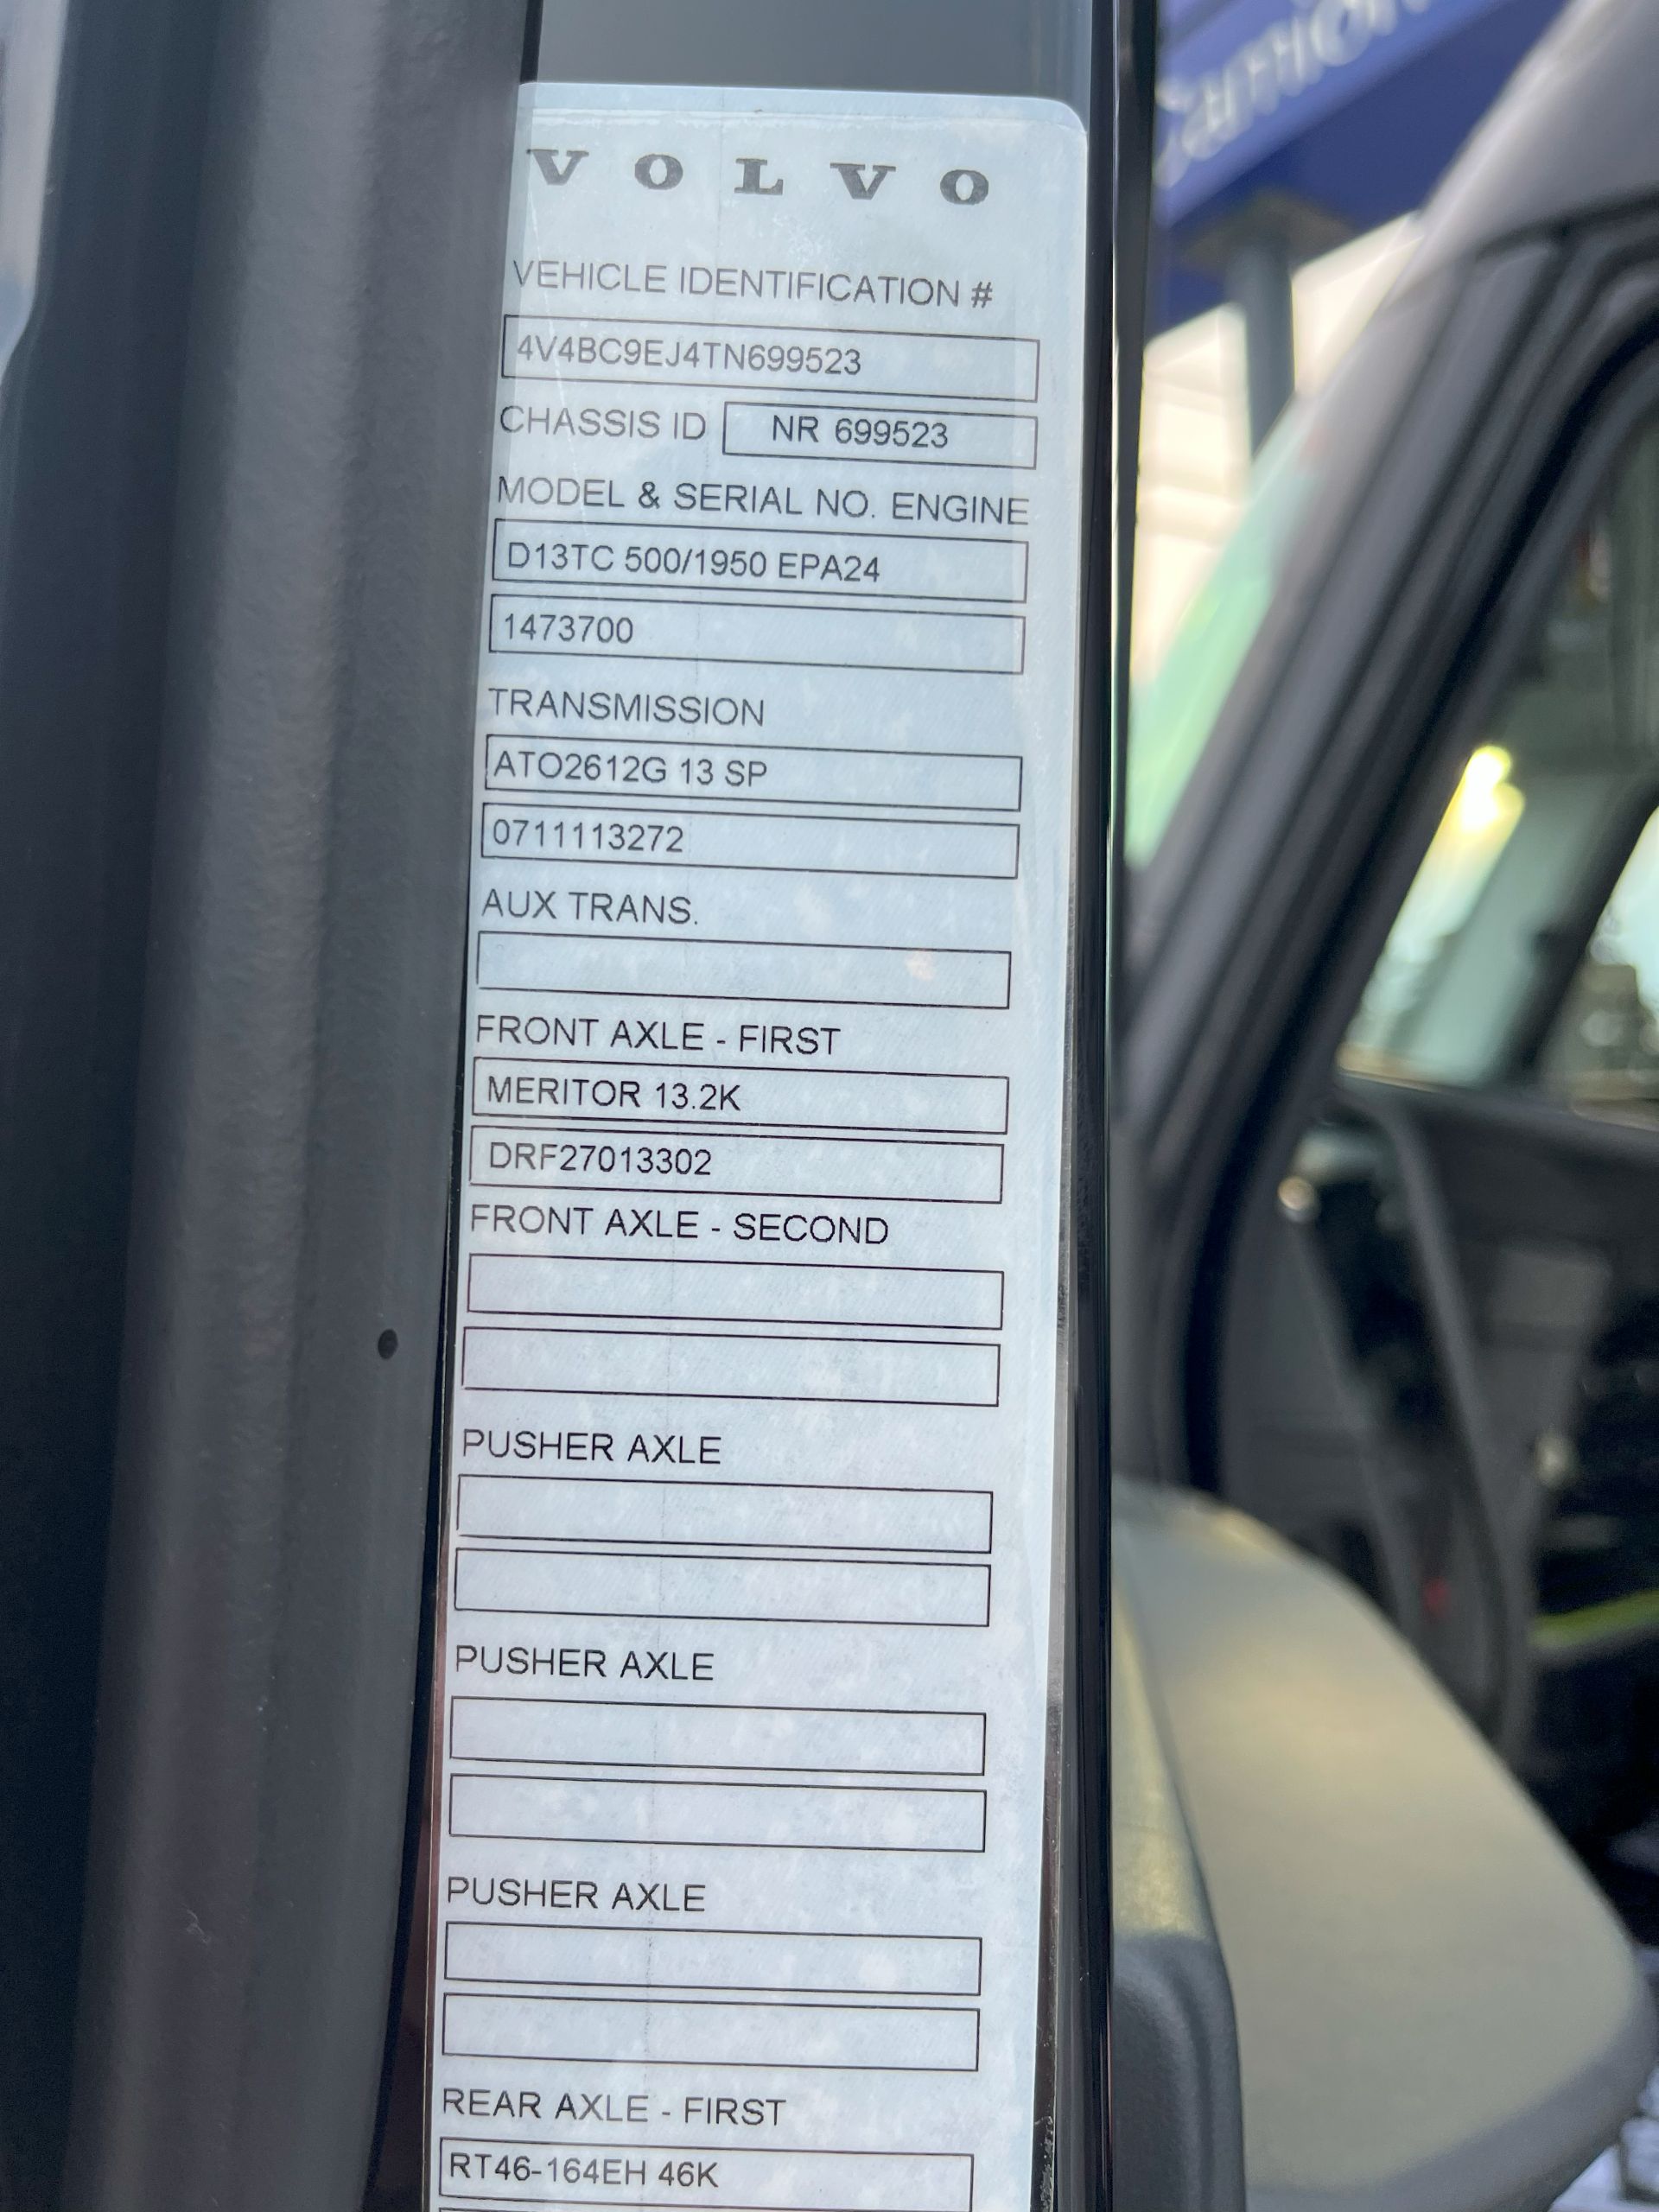 VOLVO
VEHICLE IDENTIFICATION #
4V4BC9EJ4TN699523
CHASSIS ID NR 699523
MODEL & SERIAL NO. ENGINE
D13TC 500/1950 EPA24
1473700
TRANSMISSION
ATO2612G 13 SP
0711113272
AUX TRANS.
FRONT AXLE - FIRST
MERITOR 13.2K
DRF27013302
FRONT AXLE - SECOND
PUSHER AXLE
PUSHER AXLE
PUSHER AXLE
REAR AXLE - FIRST
RT46-164EH 46K